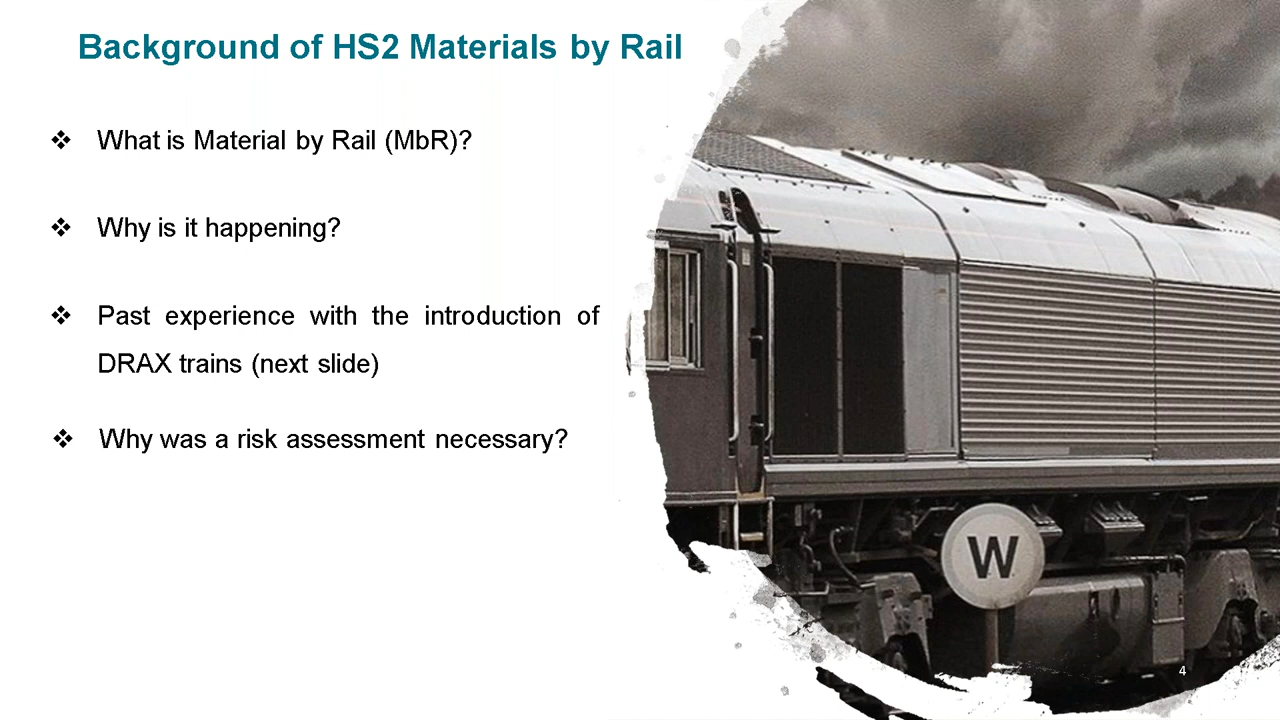 Background of HS2 Materials by Rail
❖ What is Material by Rail (MbR)?
❖ Why is it happening?
❖ Past experience with the introduction of
DRAX trains (next slide)
❖ Why was a risk assessment necessary?
W
4